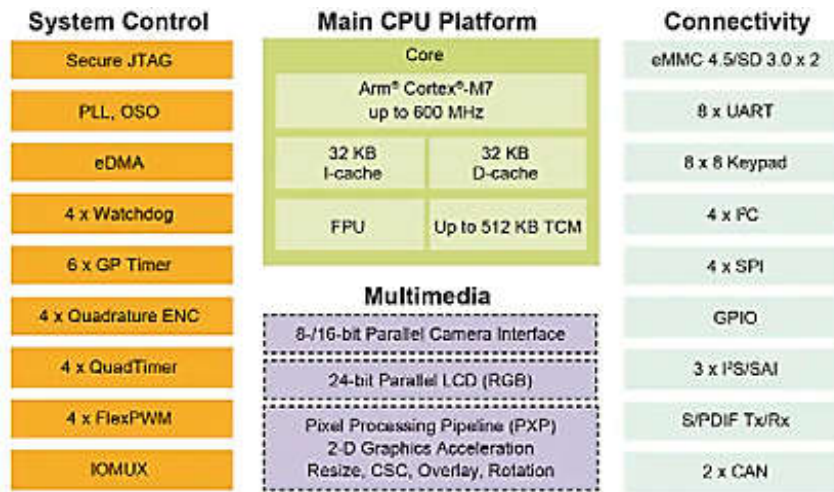 System Control
Secure JTAG
PLL, OSO
eDMA
4 x Watchdog
6 x GP Timer
4 x Quadrature ENC
4 x QuadTimer
4 x FlexPWM
IOMUX
Main CPU Platform
Core
Arm® Cortex®-M7
up to 600 MHz
32 KB
I-cache
32 KB
D-cache
FPU
Up to 512 KB TCM
Multimedia
8-/16-bit Parallel Camera Interface
24-bit Parallel LCD (RGB)
Pixel Processing Pipeline (PXP)
2-D Graphics Acceleration
Resize, CSC, Overlay, Rotation
Connectivity
eMMC 4.5/SD 3.0 x 2
8 x UART
8 x 8 Keypad
4 x I²C
4 x SPI
GPIO
3 x I²S/SAI
S/PDIF Tx/Rx
2 x CAN